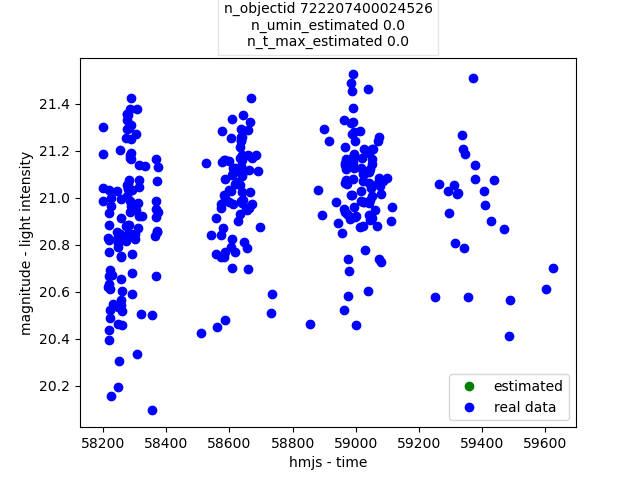 n_objectid 722207400024526
n_umin_estimated 0.0
n_t_max_estimated 0.0
21.4
21.2
21.0
20.8
20.6
20.4
20.2
magnitude - light intensity
estimated
real data
58200 58400 58600 58800 59000 59200 59400 59600
hmjs - time